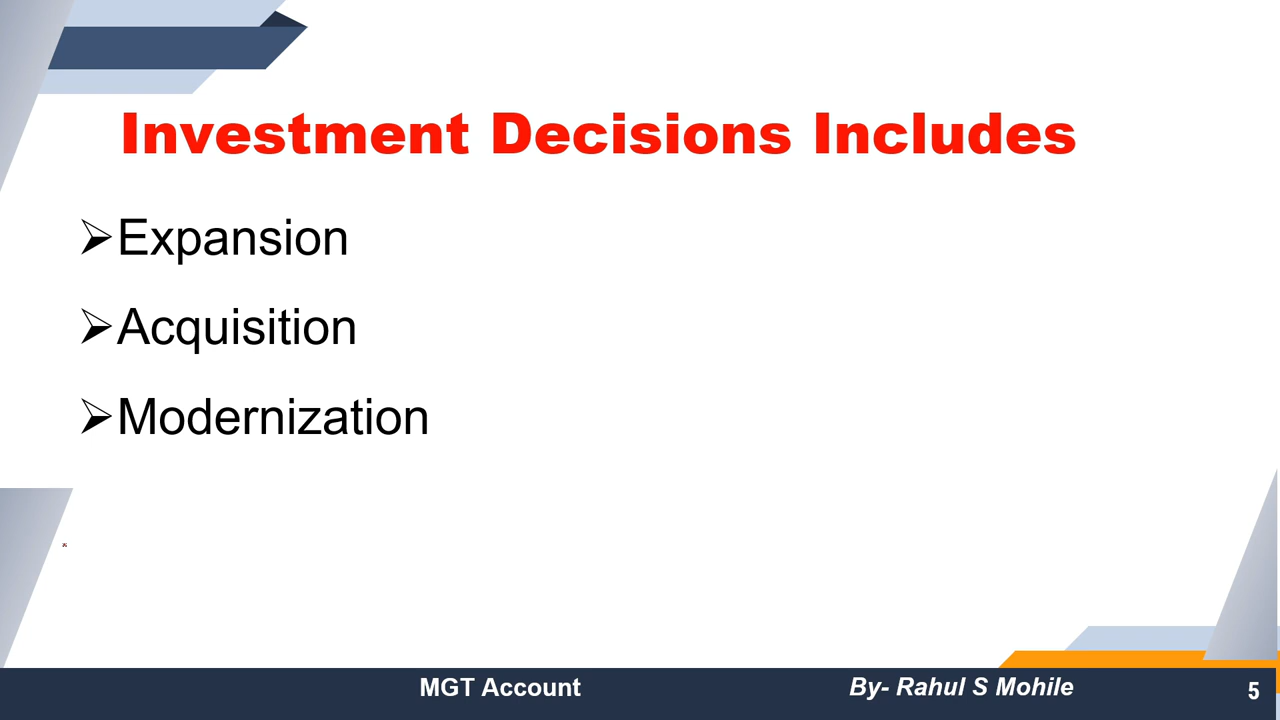 Investment Decisions Includes
➢Expansion
➢Acquisition
➢Modernization
MGT Account
By- Rahul S Mohile
5